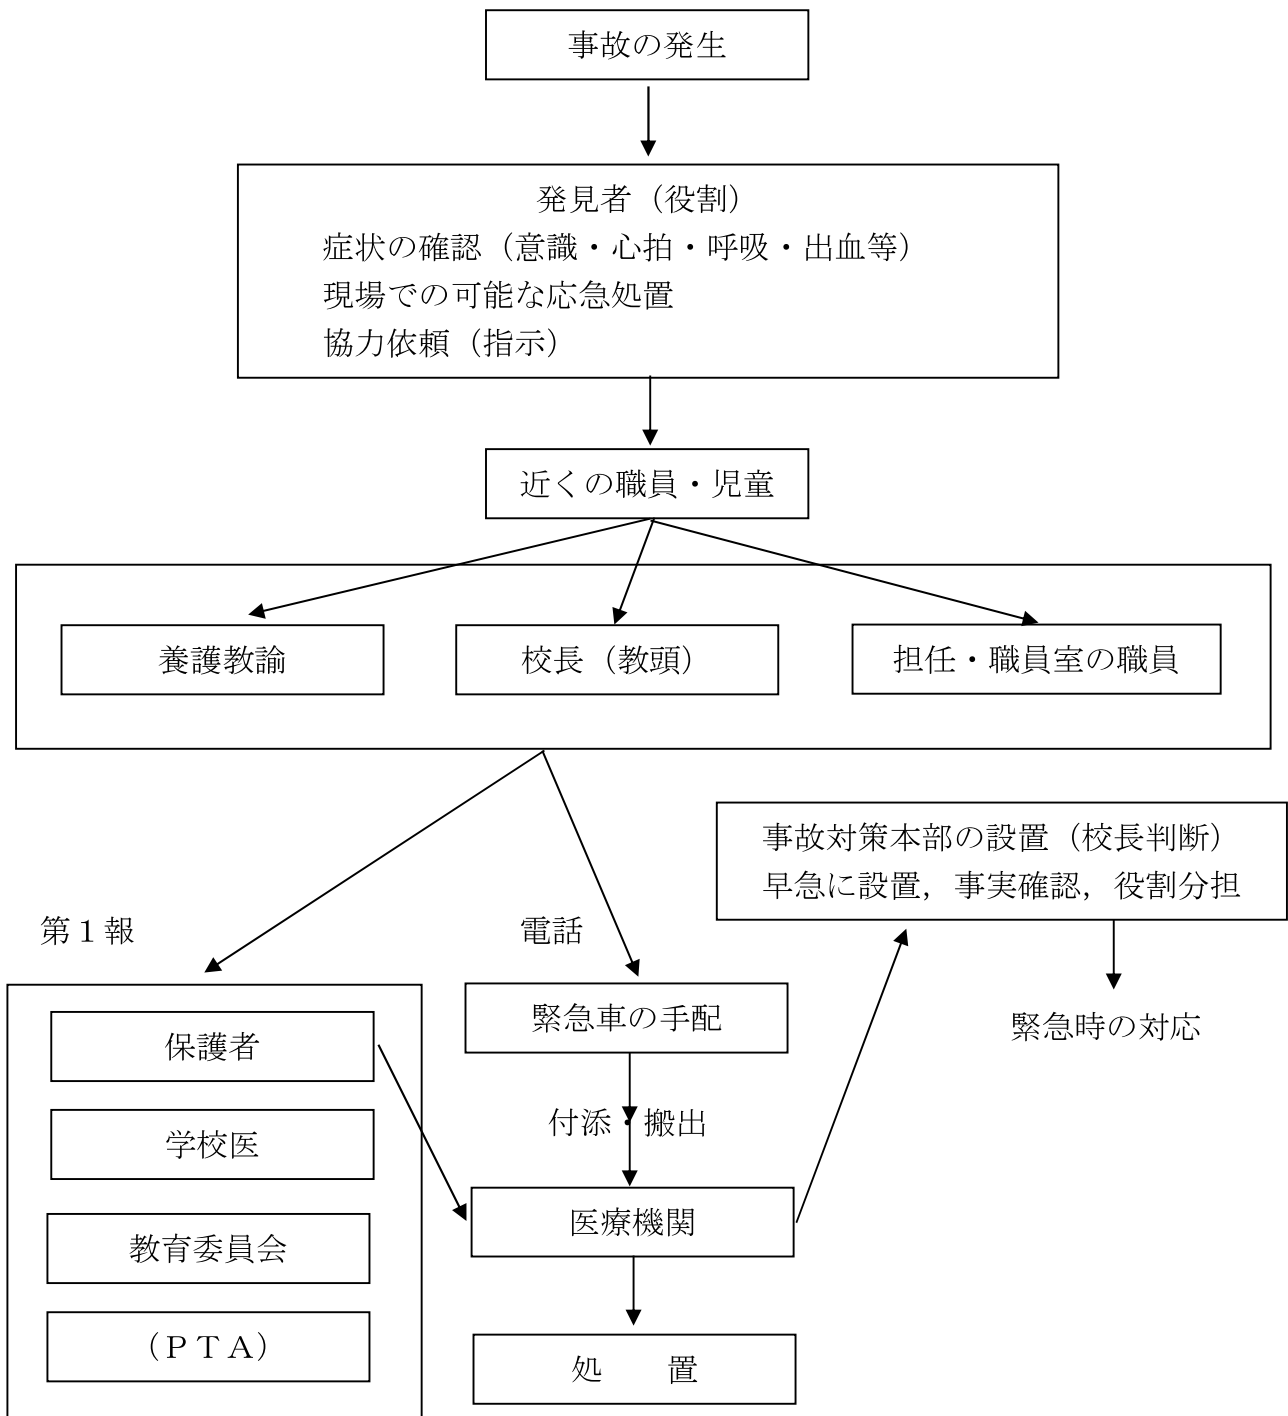 事故の発生
発見者（役割）
症状の確認（意識・心拍・呼吸・出血等）
現場での可能な応急処置
協力依頼（指示）
近くの職員・児童
養護教諭
校長（教頭）
担任・職員室の職員
事故対策本部の設置（校長判断）
早急に設置，事実確認，役割分担
第１報
電話
緊急車の手配
緊急時の対応
保護者
付添・搬出
学校医
医療機関
教育委員会
（ＰＴＡ）
処　　置